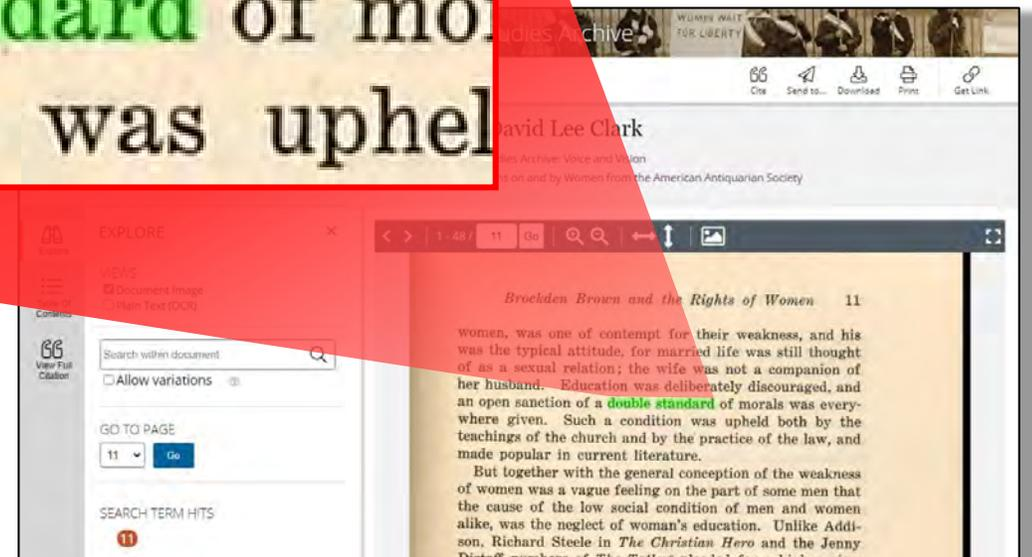 dard of mo
was uphel
dies Archive
WOMEN WAIT
FOR LIBERTY
Cite Send to... Download Print Get Link
David Lee Clark
dies Archive: Voice and Vision
ns on and by Women from the American Antiquarian Society
Explore
EXPLORE ×
1 - 48 / 11 Go
VIEWS
Document Image
Plain Text (OCR)
Table Of
Contents
View Full
Citation
Search within document
Allow variations
GO TO PAGE
11 Go
SEARCH TERM HITS
11
Brockden Brown and the Rights of Women 11
women, was one of contempt for their weakness, and his
was the typical attitude, for married life was still thought
of as a sexual relation; the wife was not a companion of
her husband. Education was deliberately discouraged, and
an open sanction of a double standard of morals was every-
where given. Such a condition was upheld both by the
teachings of the church and by the practice of the law, and
made popular in current literature.
But together with the general conception of the weakness
of women was a vague feeling on the part of some men that
the cause of the low social condition of men and women
alike, was the neglect of woman's education. Unlike Addi-
son, Richard Steele in The Christian Hero and the Jenny